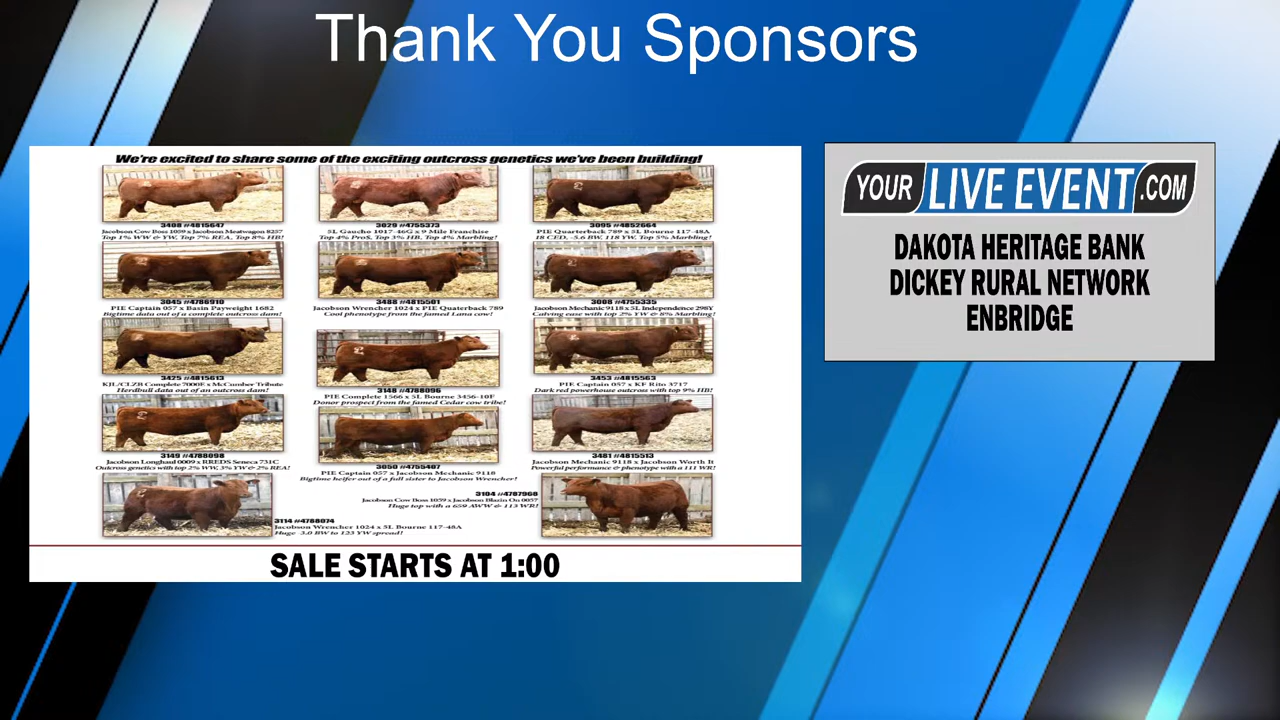 Thank You Sponsors
We're excited to share some of the exciting outcross genetics we've been building!
3408 #4815647
Jacobson Cow Boss 1059 x Jacobson Meatwagon 8257
Top 1% WW & YW, Top 7% REA, Top 8% HB!
3029 #4755373
5L Gaucho 1017-46G x 9 Mile Franchise
Top 4% ProS, Top 3% HB, Top 4% Marbling!
3095 #4852664
PIE Quarterback 789 x 5L Bourne 117-48A
18 CED, -5.6 BW, 118 YW, Top 5% Marbling!
3045 #4786910
PIE Captain 057 x Basin Payweight 1682
Bigtime data out of a complete outcross dam!
3488 #4815501
Jacobson Wrencher 1024 x PIE Quaterback 789
Cool phenotype from the famed Lana cow!
3008 #4755335
Jacobson Mechanic 9118 x 5L Independence 298Y
Calving ease with top 2% YW & 8% Marbling!
3425 #4815613
KJL/CLZB Complete 7000E x McCumber Tribute
Herdbull data out of an outcross dam!
3148 #4788096
PIE Complete 1566 x 5L Bourne 3456-10F
Donor prospect from the famed Cedar cow tribe!
3453 #4815563
PIE Captain 057 x KF Rito 3717
Dark red powerhouse outcross with top 9% HB!
3149 #4788098
Jacobson Longhaul 0009 x RREDS Seneca 731C
Outcross genetics with top 2% WW, 3% YW & 2% REA!
3050 #4755407
PIE Captain 057 x Jacobson Mechanic 9118
Bigtime heifer out of a full sister to Jacobson Wrencher!
3481 #4815513
Jacobson Mechanic 9118 x Jacobson Worth It
Powerful performance & phenotype with a 111 WR!
3104 #4787968
Jacobson Cow Boss 1059 x Jacobson Blazin On 0057
Huge top with a 659 AWW & 113 WR!
3114 #4788074
Jacobson Wrencher 1024 x 5L Bourne 117-48A
Huge -3.0 BW to 123 YW spread!
SALE STARTS AT 1:00
YOUR LIVE EVENT .COM
DAKOTA HERITAGE BANK
DICKEY RURAL NETWORK
ENBRIDGE